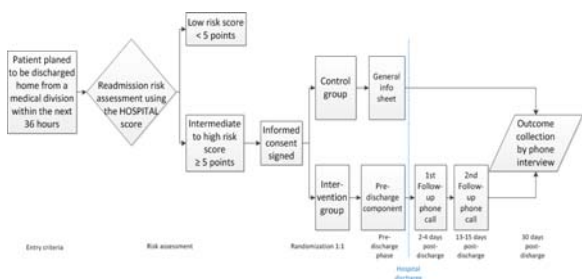 Low risk score
< 5 points
Patient planed
to be discharged
home from a
medical division
within the next
36 hours
Readmission risk
assessment using
the HOSPITAL
score
Intermediate
to high risk
score
≥ 5 points
Informed
consent
signed
Control
group
General
info
sheet
Inter-
vention
group
Pre-
discharge
component
1st
Follow-up
phone
call
2nd
Follow-
up
phone
call
Outcome
collection
by phone
interview
Entry criteria
Risk assessment
Randomization 1:1
Pre-
discharge
phase
2-4 days
post-
discharge
13-15 days
post-
discharge
30 days
post-
disharge
Hospital
discharge